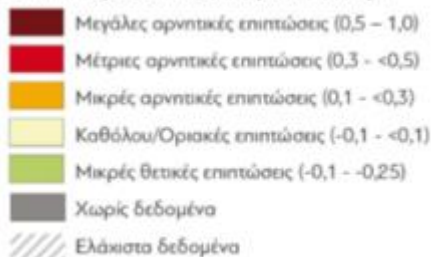 Μεγάλες αρνητικές επιπτώσεις (0,5 – 1,0)
Μέτριες αρνητικές επιπτώσεις (0,3 - <0,5)
Μικρές αρνητικές επιπτώσεις (0,1 - <0,3)
Καθόλου/Οριακές επιπτώσεις (-0,1 - <0,1)
Μικρές θετικές επιπτώσεις (-0,1 - -0,25)
Χωρίς δεδομένα
Ελάχιστα δεδομένα